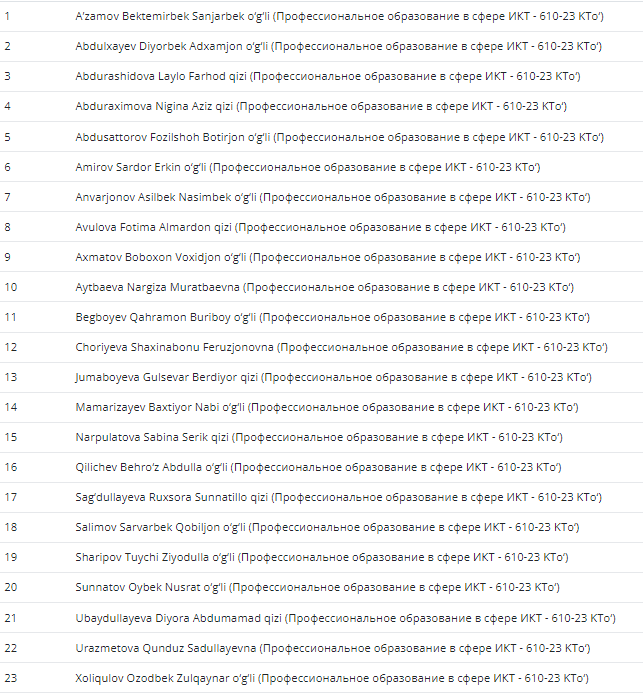 1 A’zamov Bektemirbek Sanjarbek o‘g‘li (Профессиональное образование в сфере ИКТ - 610-23 KTo‘)
2 Abdulxayev Diyorbek Adxamjon o‘g‘li (Профессиональное образование в сфере ИКТ - 610-23 KTo‘)
3 Abdurashidova Laylo Farhod qizi (Профессиональное образование в сфере ИКТ - 610-23 KTo‘)
4 Abduraximova Nigina Aziz qizi (Профессиональное образование в сфере ИКТ - 610-23 KTo‘)
5 Abdusattorov Fozilshoh Botirjon o‘g‘li (Профессиональное образование в сфере ИКТ - 610-23 KTo‘)
6 Amirov Sardor Erkin o‘g‘li (Профессиональное образование в сфере ИКТ - 610-23 KTo‘)
7 Anvarjonov Asilbek Nasimbek o‘g‘li (Профессиональное образование в сфере ИКТ - 610-23 KTo‘)
8 Avulova Fotima Almardon qizi (Профессиональное образование в сфере ИКТ - 610-23 KTo‘)
9 Axmatov Boboxon Voxidjon o‘g‘li (Профессиональное образование в сфере ИКТ - 610-23 KTo‘)
10 Aytbaeva Nargiza Muratbaevna (Профессиональное образование в сфере ИКТ - 610-23 KTo‘)
11 Begboyev Qahramon Buriboy o‘g‘li (Профессиональное образование в сфере ИКТ - 610-23 KTo‘)
12 Choriyeva Shaxinabonu Feruzjonovna (Профессиональное образование в сфере ИКТ - 610-23 KTo‘)
13 Jumaboyeva Gulsevar Berdiyor qizi (Профессиональное образование в сфере ИКТ - 610-23 KTo‘)
14 Mamarizayev Baxtiyor Nabi o‘g‘li (Профессиональное образование в сфере ИКТ - 610-23 KTo‘)
15 Narpulatova Sabina Serik qizi (Профессиональное образование в сфере ИКТ - 610-23 KTo‘)
16 Qilichev Behro‘z Abdulla o‘g‘li (Профессиональное образование в сфере ИКТ - 610-23 KTo‘)
17 Sag‘dullayeva Ruxsora Sunnatillo qizi (Профессиональное образование в сфере ИКТ - 610-23 KTo‘)
18 Salimov Sarvarbek Qobiljon o‘g‘li (Профессиональное образование в сфере ИКТ - 610-23 KTo‘)
19 Sharipov Tuychi Ziyodulla o‘g‘li (Профессиональное образование в сфере ИКТ - 610-23 KTo‘)
20 Sunnatov Oybek Nusrat o‘g‘li (Профессиональное образование в сфере ИКТ - 610-23 KTo‘)
21 Ubaydullayeva Diyora Abdumamad qizi (Профессиональное образование в сфере ИКТ - 610-23 KTo‘)
22 Urazmetova Qunduz Sadullayevna (Профессиональное образование в сфере ИКТ - 610-23 KTo‘)
23 Xoliqulov Ozodbek Zulqaynar o‘g‘li (Профессиональное образование в сфере ИКТ - 610-23 KTo‘)